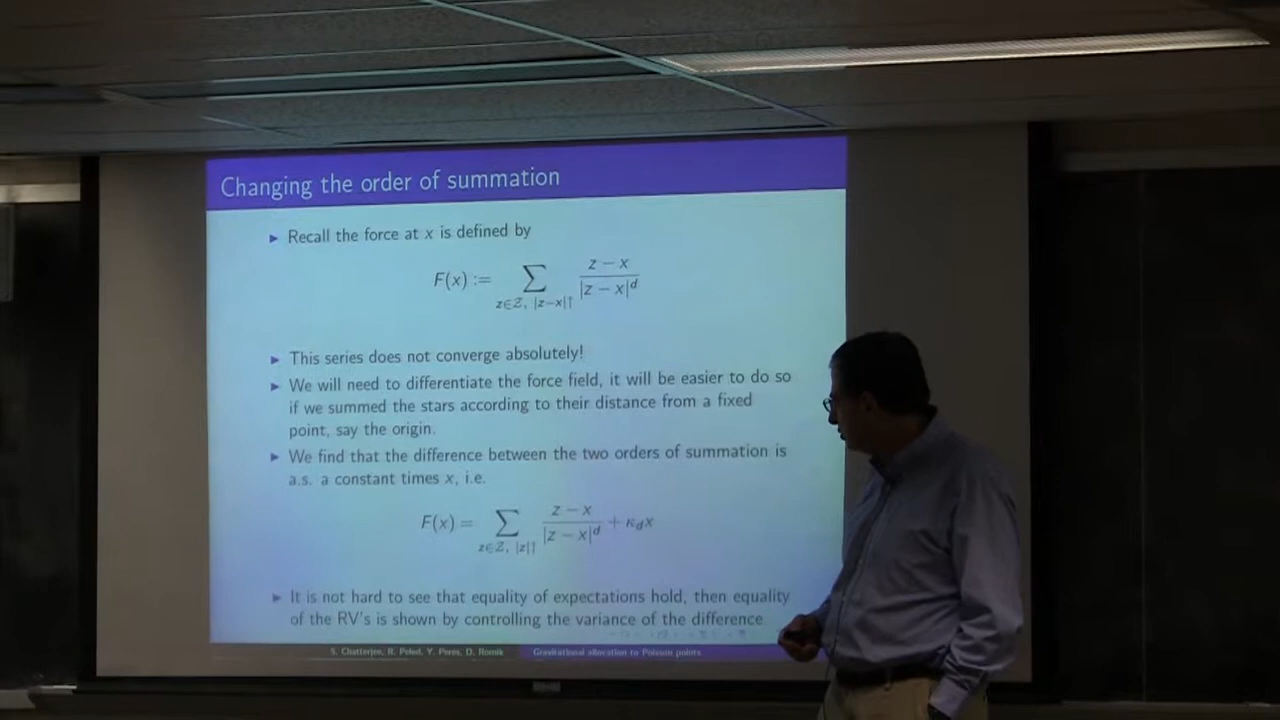 Changing the order of summation
▶ Recall the force at x is defined by
F(x) := ∑_{z∈𝒵, |z−x|↑} (z − x)/|z − x|^d
▶ This series does not converge absolutely!
▶ We will need to differentiate the force field, it will be easier to do so
if we summed the stars according to their distance from a fixed
point, say the origin.
▶ We find that the difference between the two orders of summation is
a.s. a constant times x, i.e.
F(x) = ∑_{z∈𝒵, |z|↑} (z − x)/|z − x|^d + κ_d x
▶ It is not hard to see that equality of expectations hold, then equality
of the RV's is shown by controlling the variance of the difference
S. Chatterjee, R. Peled, Y. Peres, D. Romik Gravitational allocation to Poisson points